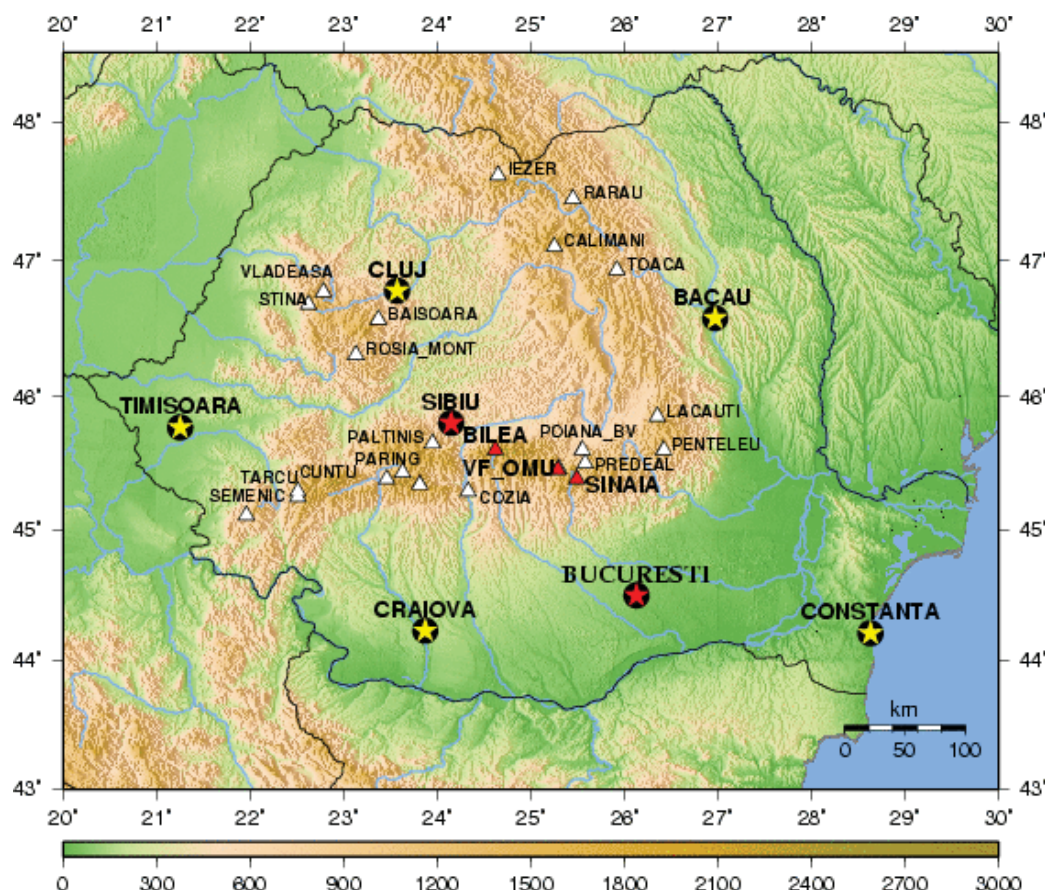 20° 21° 22° 23° 24° 25° 26° 27° 28° 29° 30°
48° 48°
IEZER
RARAU
CALIMANI
47° 47°
VLADEASA
CLUJ
TOACA
STINA
BACAU
BAISOARA
ROSIA_MONT
46° 46°
TIMISOARA
SIBIU
LACAUTI
PALTINIS
BILEA
POIANA_BV
PENTELEU
PARING
VF_OMU
PREDEAL
TARCU
CUNTU
SINAIA
SEMENIC
COZIA
45° 45°
BUCURESTI
CRAIOVA
CONSTANTA
44° 44°
km
0 50 100
43° 43°
20° 21° 22° 23° 24° 25° 26° 27° 28° 29° 30°
0 300 600 900 1200 1500 1800 2100 2400 2700 3000